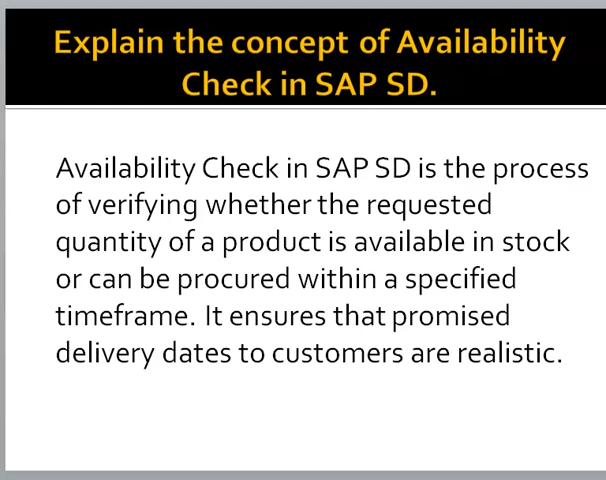 Explain the concept of Availability
Check in SAP SD.
Availability Check in SAP SD is the process
of verifying whether the requested
quantity of a product is available in stock
or can be procured within a specified
timeframe. It ensures that promised
delivery dates to customers are realistic.